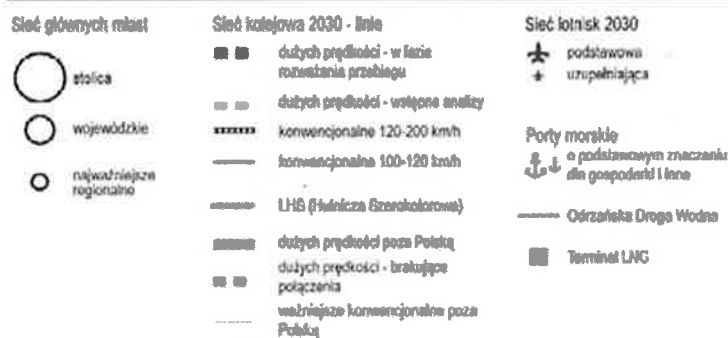 Sieć głównych miast
stolica
wojewódzkie
najważniejsze
regionalne
Sieć kolejowa 2030 - linie
dużych prędkości - w fazie
rozważania przebiegu
dużych prędkości - wstępne analizy
konwencjonalne 120-200 km/h
konwencjonalne 100-120 km/h
LHS (Hutnicza Szerokotorowa)
dużych prędkości poza Polską
dużych prędkości - brakujące
połączenia
ważniejsze konwencjonalne poza
Polską
Sieć lotnisk 2030
podstawowa
uzupełniająca
Porty morskie
o podstawowym znaczeniu
dla gospodarki i inne
Odrzańska Droga Wodna
Terminal LNG